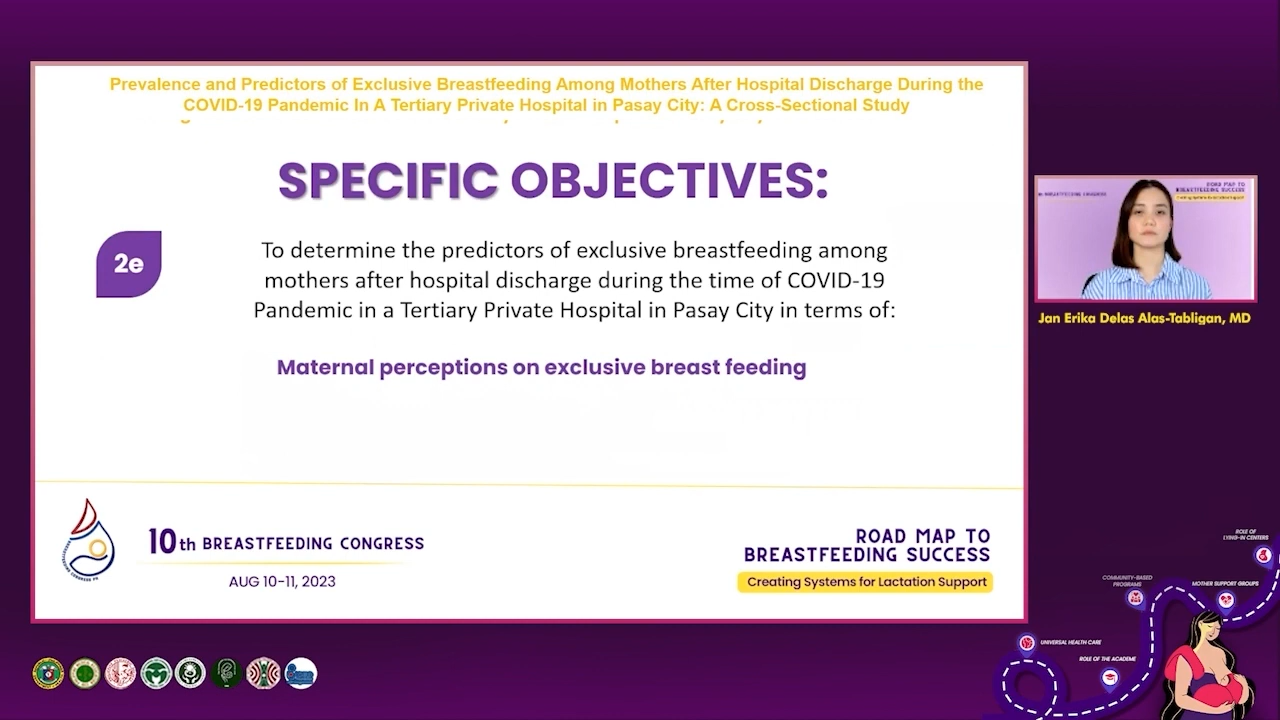 Prevalence and Predictors of Exclusive Breastfeeding Among Mothers After Hospital Discharge During the
COVID-19 Pandemic In A Tertiary Private Hospital in Pasay City: A Cross-Sectional Study
SPECIFIC OBJECTIVES:
2e
To determine the predictors of exclusive breastfeeding among
mothers after hospital discharge during the time of COVID-19
Pandemic in a Tertiary Private Hospital in Pasay City in terms of:
Maternal perceptions on exclusive breast feeding
10th BREASTFEEDING CONGRESS
AUG 10-11, 2023
ROAD MAP TO
BREASTFEEDING SUCCESS
Creating Systems for Lactation Support
ROAD MAP TO
BREASTFEEDING SUCCESS
Jan Erika Delas Alas-Tabligan, MD
ROLE OF
LYING-IN CENTERS
COMMUNITY-BASED
PROGRAMS
MOTHER SUPPORT GROUPS
UNIVERSAL HEALTH CARE
ROLE OF THE ACADEME